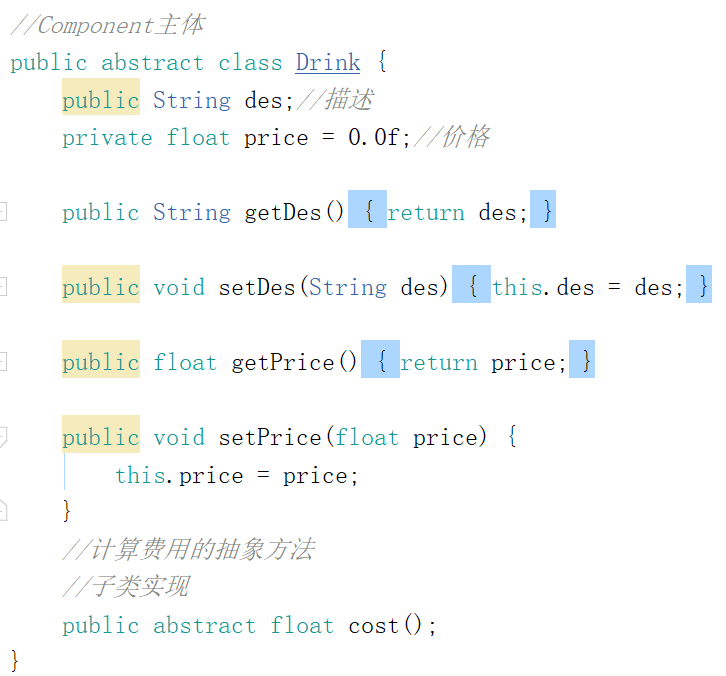 //Component主体
public abstract class Drink {
public String des;//描述
private float price = 0.0f;//价格
public String getDes() { return des; }
public void setDes(String des) { this.des = des; }
public float getPrice() { return price; }
public void setPrice(float price) {
this.price = price;
}
//计算费用的抽象方法
//子类实现
public abstract float cost();
}